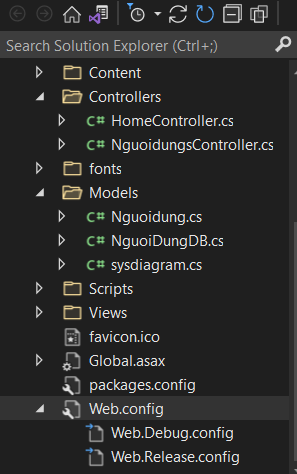 Search Solution Explorer (Ctrl+;)
Content
Controllers
C# HomeController.cs
C# NguoidungsController.cs
fonts
Models
C# Nguoidung.cs
C# NguoiDungDB.cs
C# sysdiagram.cs
Scripts
Views
favicon.ico
Global.asax
packages.config
Web.config
Web.Debug.config
Web.Release.config